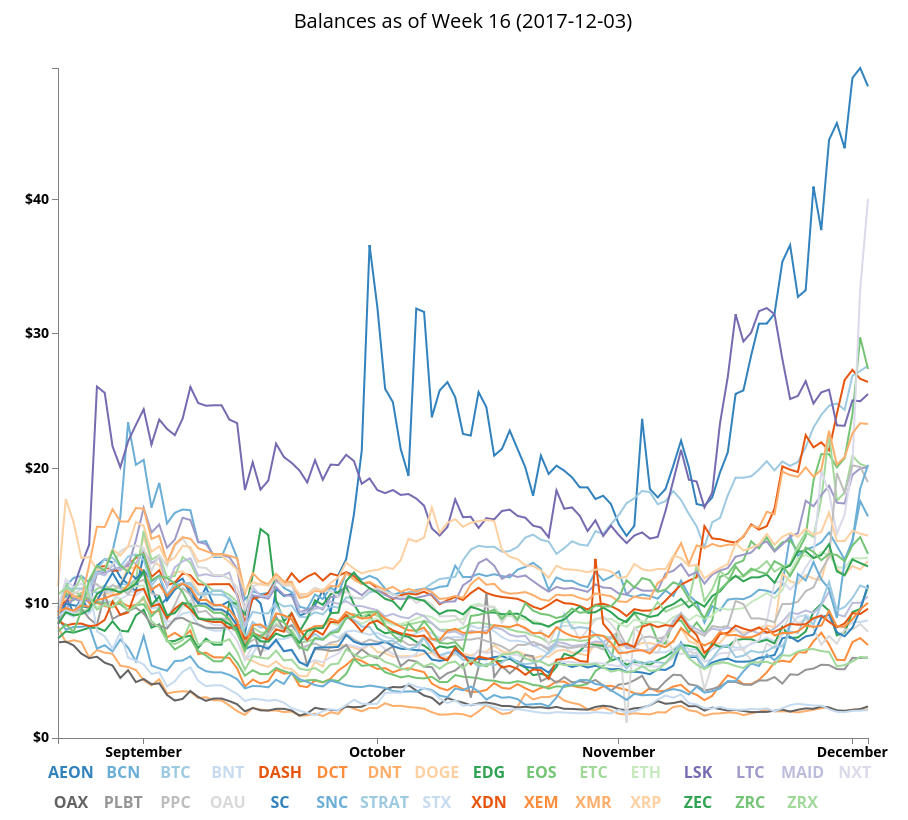 Balances as of Week 16 (2017-12-03)
$40
$30
$20
$10
$0
September October November December
AEON BCN BTC BNT DASH DCT DNT DOGE EDG EOS ETC ETH LSK LTC MAID NXT
OAX PLBT PPC OAU SC SNC STRAT STX XDN XEM XMR XRP ZEC ZRC ZRX